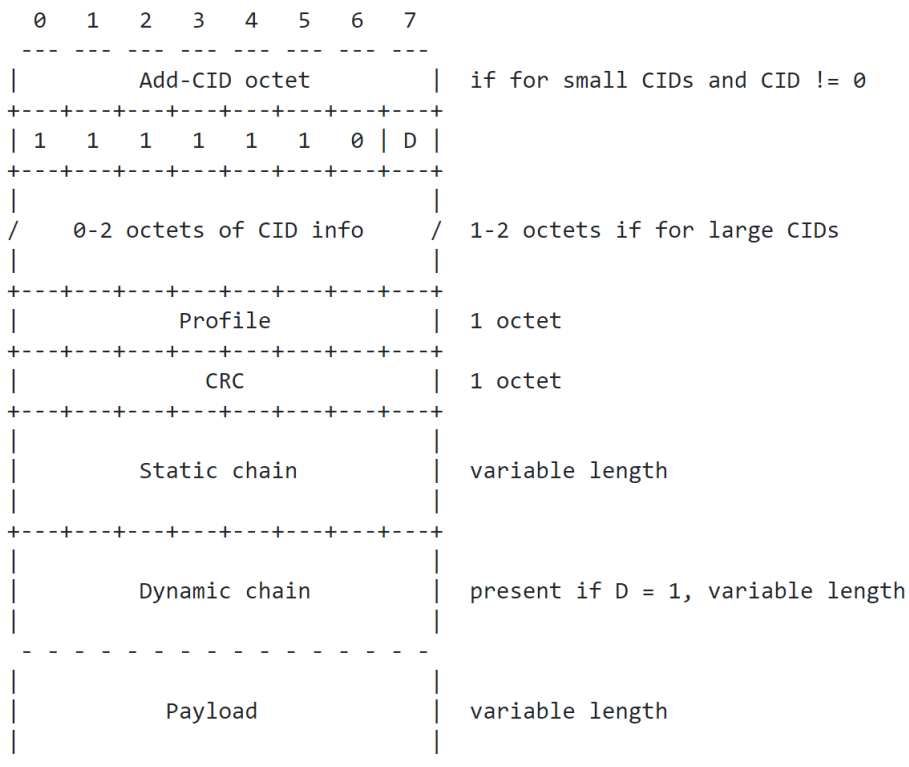 0   1   2   3   4   5   6   7
 --- --- --- --- --- --- --- ---
|         Add-CID octet         |  if for small CIDs and CID != 0
+---+---+---+---+---+---+---+---+
| 1   1   1   1   1   1   0 | D |
+---+---+---+---+---+---+---+---+
|                               |
/    0-2 octets of CID info     /  1-2 octets if for large CIDs
|                               |
+---+---+---+---+---+---+---+---+
|            Profile            |  1 octet
+---+---+---+---+---+---+---+---+
|              CRC              |  1 octet
+---+---+---+---+---+---+---+---+
|                               |
|         Static chain          |  variable length
|                               |
+---+---+---+---+---+---+---+---+
|                               |
|         Dynamic chain         |  present if D = 1, variable length
|                               |
 - - - - - - - - - - - - - - - -
|                               |
|           Payload             |  variable length
|                               |